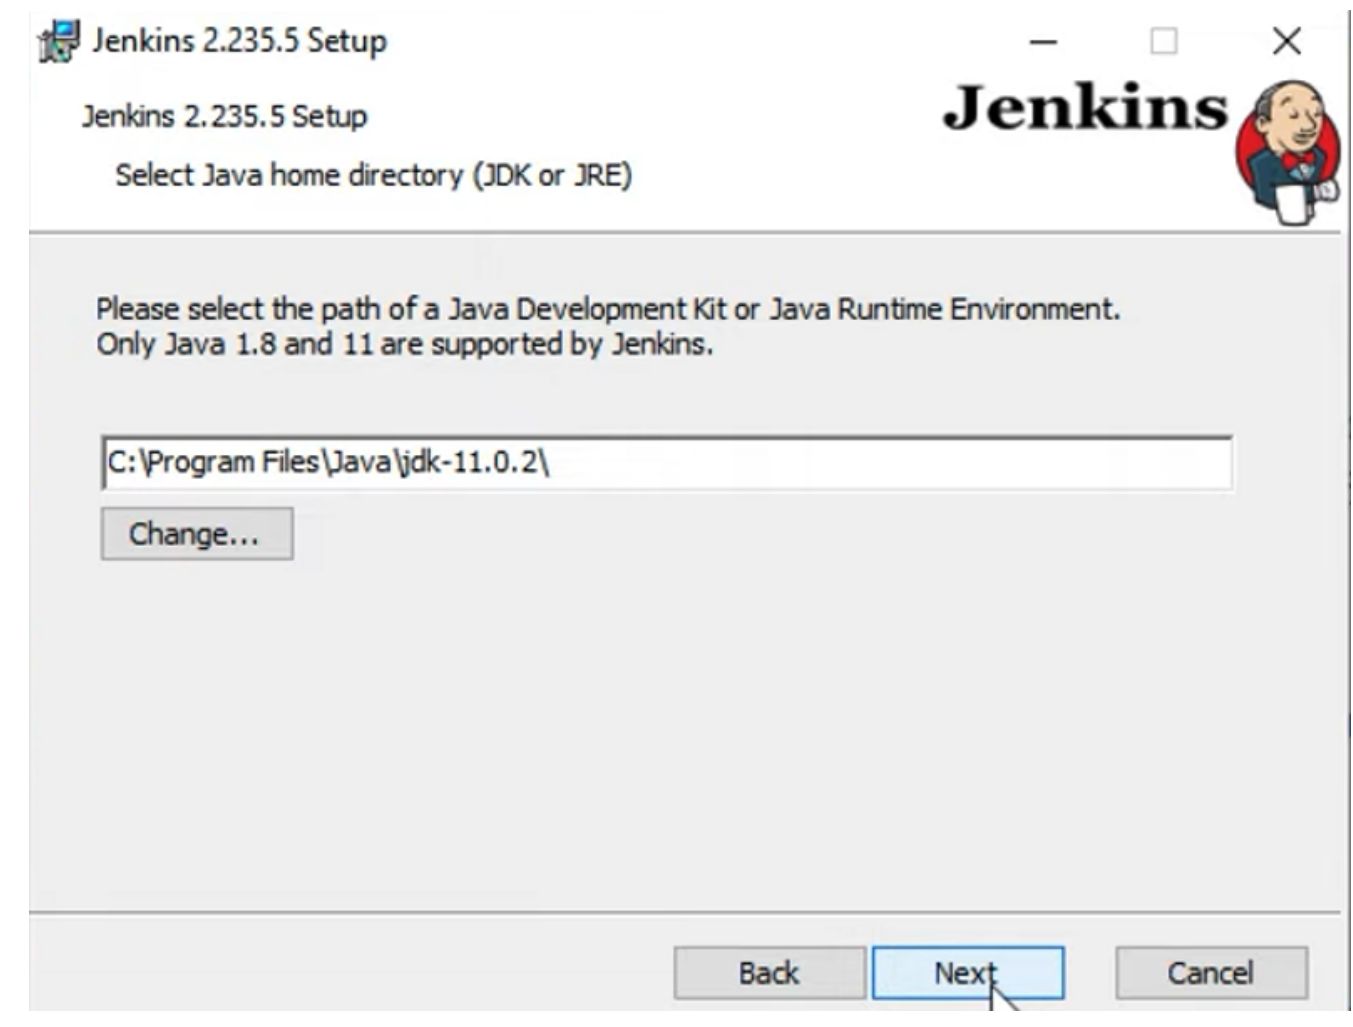 Jenkins 2.235.5 Setup
Jenkins 2.235.5 Setup
Jenkins
Select Java home directory (JDK or JRE)
Please select the path of a Java Development Kit or Java Runtime Environment.
Only Java 1.8 and 11 are supported by Jenkins.
C:\Program Files\Java\jdk-11.0.2\
Change...
Back
Next
Cancel